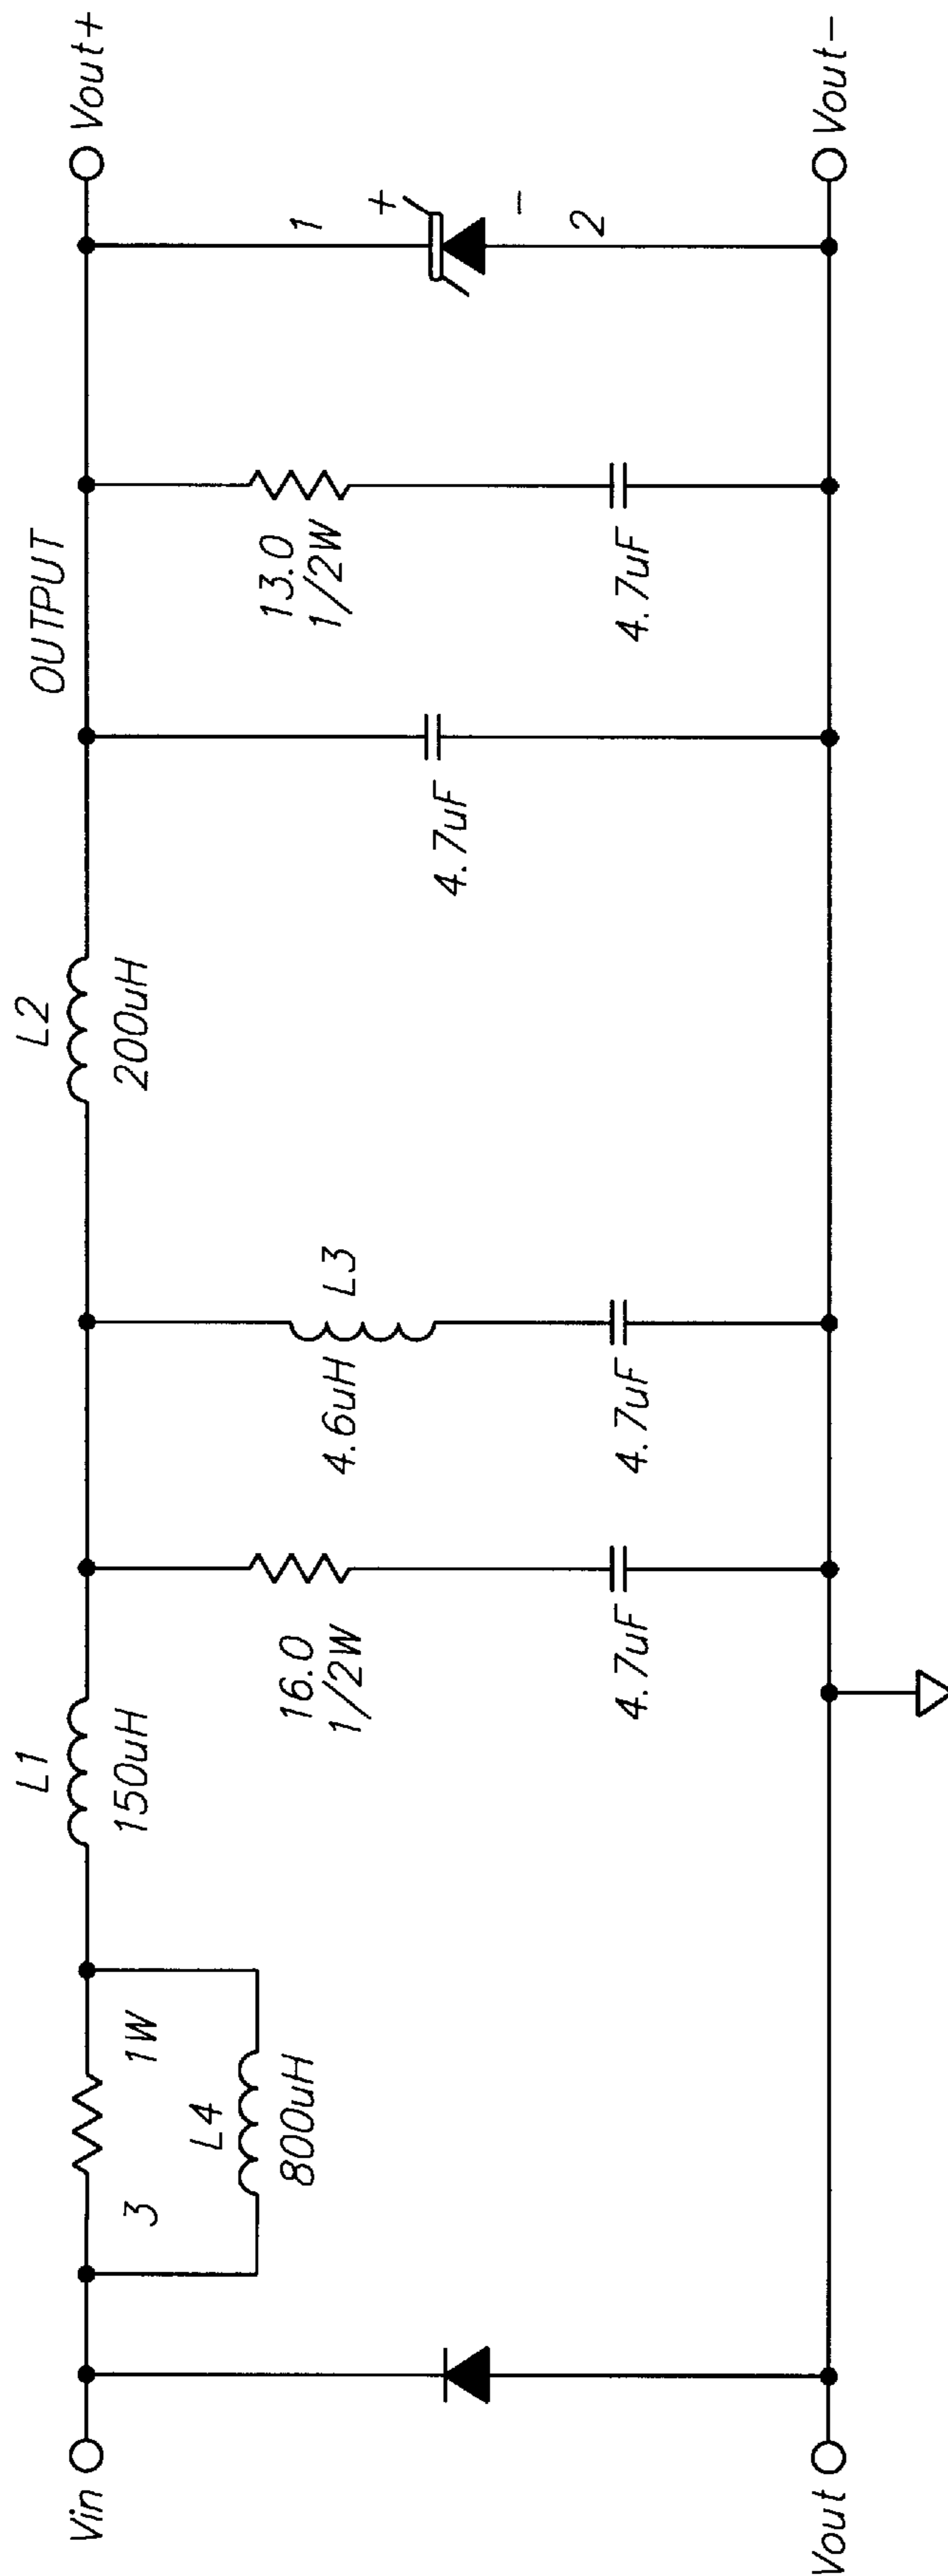 Vin
3
1W
L4
800uH
L1
150uH
16.0
1/2W
4.7uF
L3
4.6uH
4.7uF
L2
200uH
4.7uF
OUTPUT
13.0
1/2W
4.7uF
1
+
-
2
Vout+
Vout-
Vout